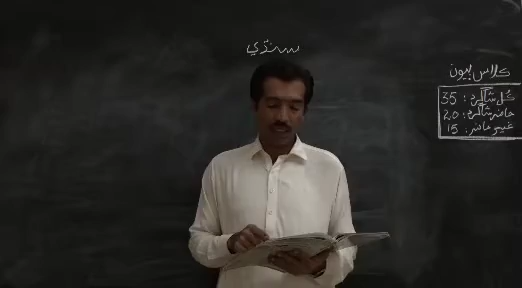 سنڌي
ڪلاس ٻيون
ڪل شاگرد: 35
حاضر شاگرد: 20
غير حاضر: 15